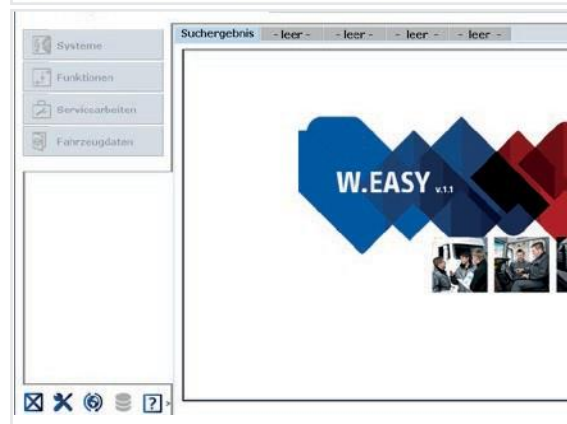 Suchergebnis - leer - - leer - - leer - - leer -
Systeme
Funktionen
Servicearbeiten
Fahrzeugdaten
W.EASY v.1.1
?